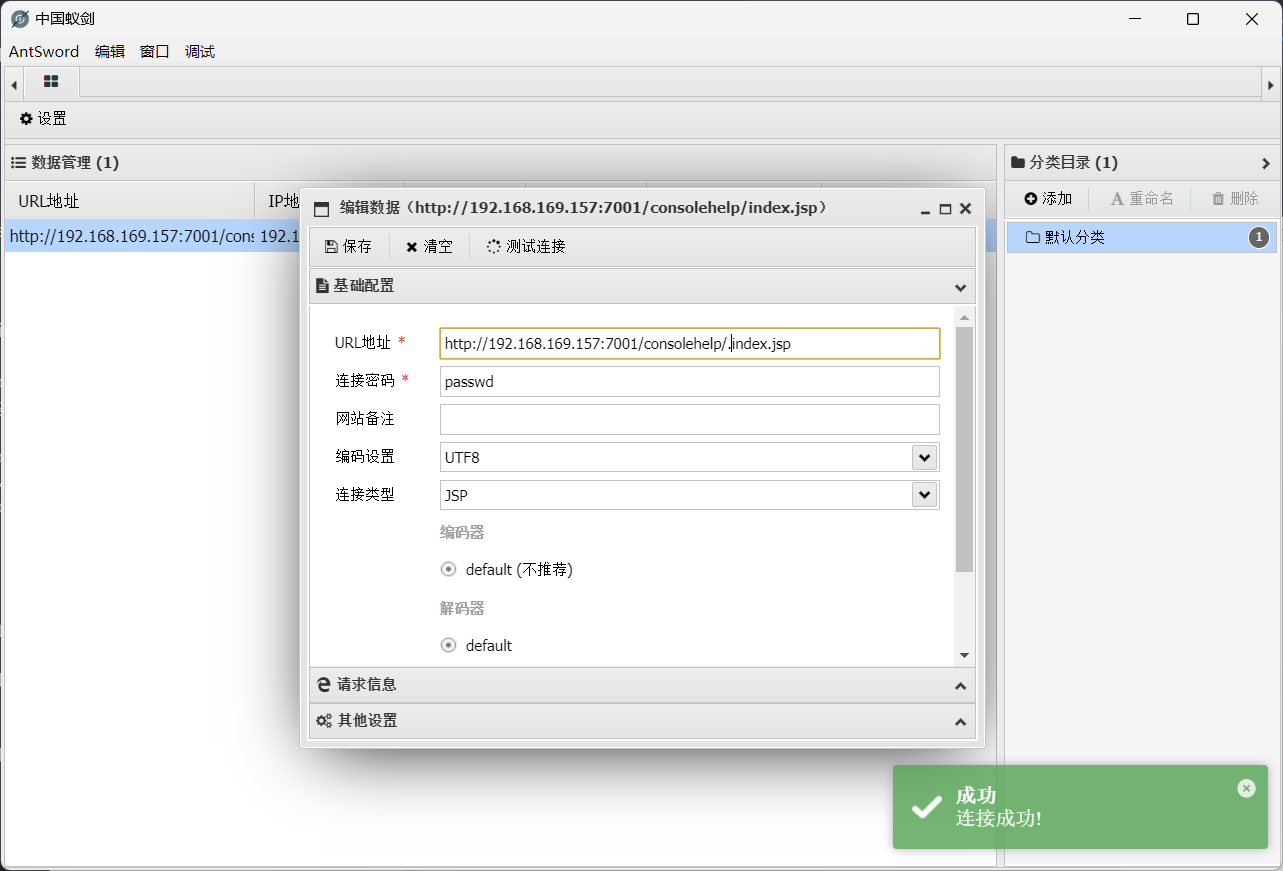 中国蚁剑
AntSword 编辑 窗口 调试
设置
数据管理 (1)
URL地址 IP地
http://192.168.169.157:7001/cons 192.1
分类目录 (1)
添加 重命名 删除
默认分类 1
编辑数据（http://192.168.169.157:7001/consolehelp/index.jsp）
保存 清空 测试连接
基础配置
URL地址 * http://192.168.169.157:7001/consolehelp/.index.jsp
连接密码 * passwd
网站备注
编码设置 UTF8
连接类型 JSP
编码器
default (不推荐)
解码器
default
请求信息
其他设置
成功
连接成功!